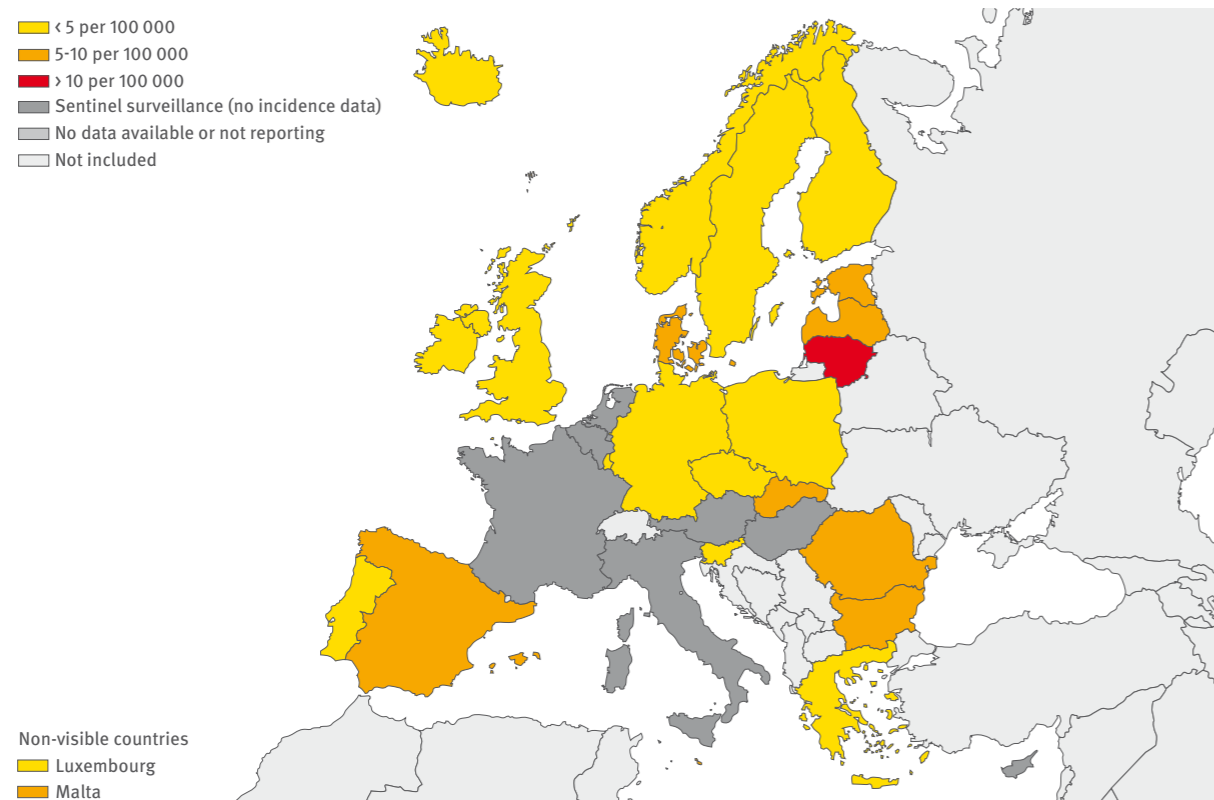 < 5 per 100 000
5-10 per 100 000
> 10 per 100 000
Sentinel surveillance (no incidence data)
No data available or not reporting
Not included
Non-visible countries
Luxembourg
Malta